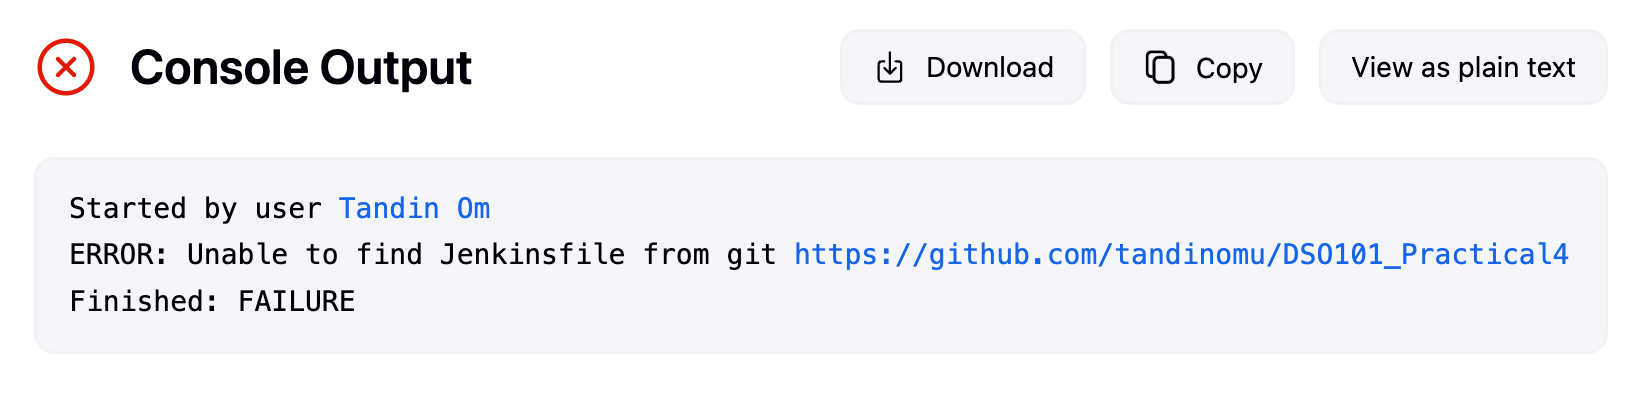 Console Output
Download
Copy
View as plain text
Started by user Tandin Om
ERROR: Unable to find Jenkinsfile from git https://github.com/tandinomu/DSO101_Practical4
Finished: FAILURE